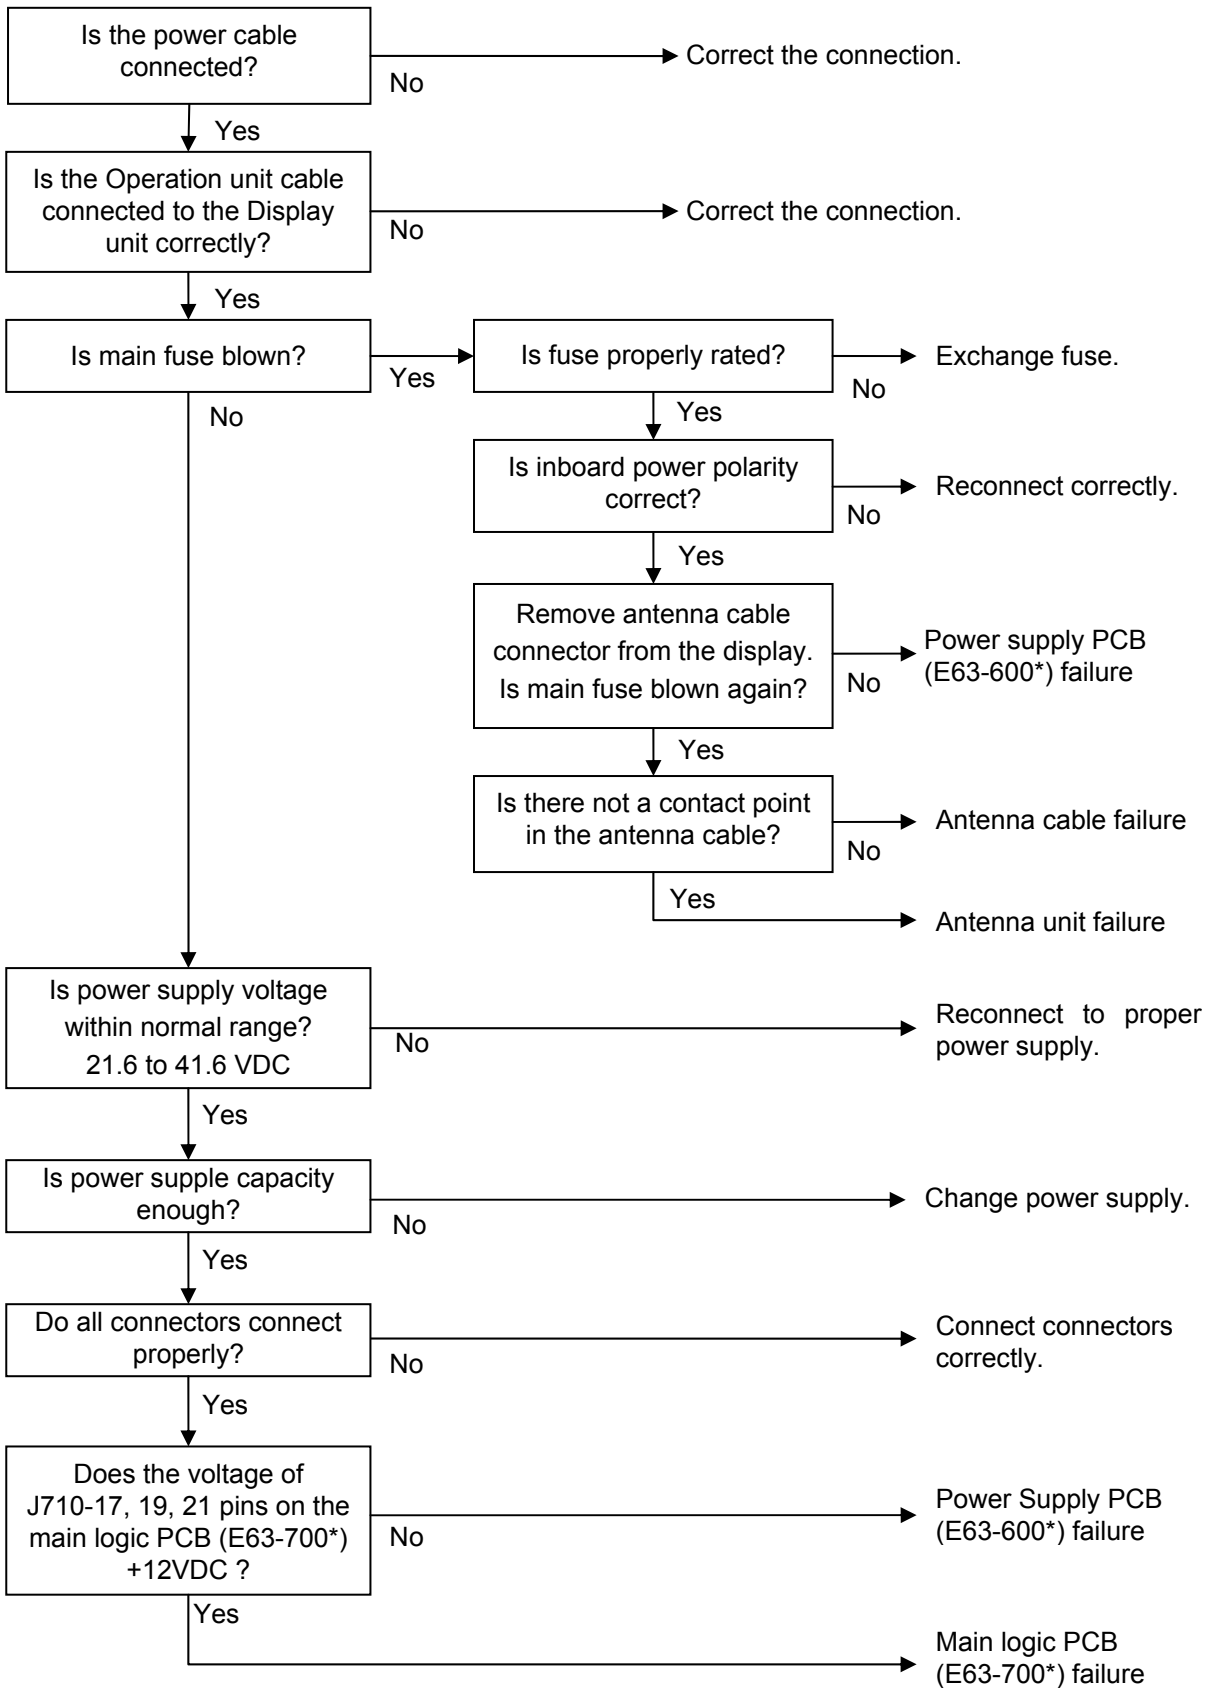 Is the power cable
connected?
No
Correct the connection.
Yes
Is the Operation unit cable
connected to the Display
unit correctly?
No
Correct the connection.
Yes
Is main fuse blown?
Yes
No
Is fuse properly rated?
No
Exchange fuse.
Yes
Is inboard power polarity
correct?
No
Reconnect correctly.
Yes
Remove antenna cable
connector from the display.
Is main fuse blown again?
No
Power supply PCB
(E63-600*) failure
Yes
Is there not a contact point
in the antenna cable?
No
Antenna cable failure
Yes
Antenna unit failure
Is power supply voltage
within normal range?
21.6 to 41.6 VDC
No
Reconnect to proper
power supply.
Yes
Is power supple capacity
enough?
No
Change power supply.
Yes
Do all connectors connect
properly?
No
Connect connectors
correctly.
Yes
Does the voltage of
J710-17, 19, 21 pins on the
main logic PCB (E63-700*)
+12VDC ?
No
Power Supply PCB
(E63-600*) failure
Yes
Main logic PCB
(E63-700*) failure